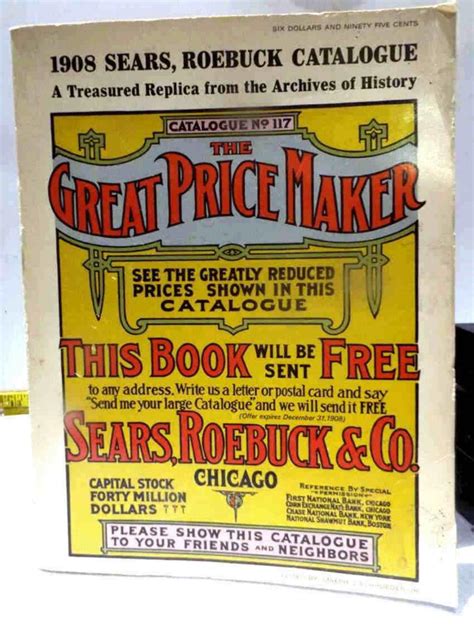 SIX DOLLARS AND NINETY FIVE CENTS
1908 SEARS, ROEBUCK CATALOGUE
A Treasured Replica from the Archives of History
CATALOGUE Nº 117
THE
GREAT PRICE MAKER
SEE THE GREATLY REDUCED
PRICES SHOWN IN THIS
CATALOGUE
THIS BOOK WILL BE SENT FREE
to any address. Write us a letter or postal card and say
"Send me your large Catalogue" and we will send it FREE
(Offer expires December 31, 1908)
SEARS, ROEBUCK & CO.
CHICAGO
CAPITAL STOCK
FORTY MILLION
DOLLARS
REFERENCE BY SPECIAL
PERMISSION
FIRST NATIONAL BANK, CHICAGO
CORN EXCHANGE NAT'L BANK, CHICAGO
CHASE NATIONAL BANK, NEW YORK
NATIONAL SHAWMUT BANK, BOSTON
PLEASE SHOW THIS CATALOGUE
TO YOUR FRIENDS AND NEIGHBORS